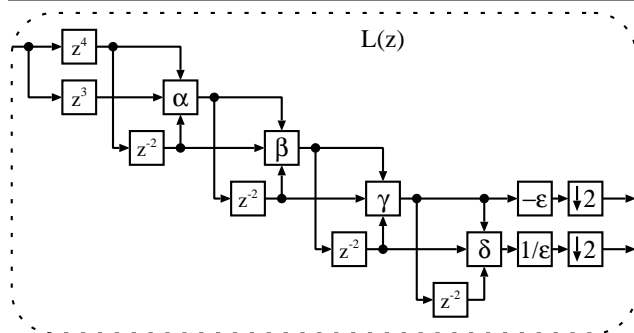 L(z)
z⁴
z³ α
z⁻² β
z⁻² γ −ε ↓2
z⁻² δ 1/ε ↓2
z⁻²